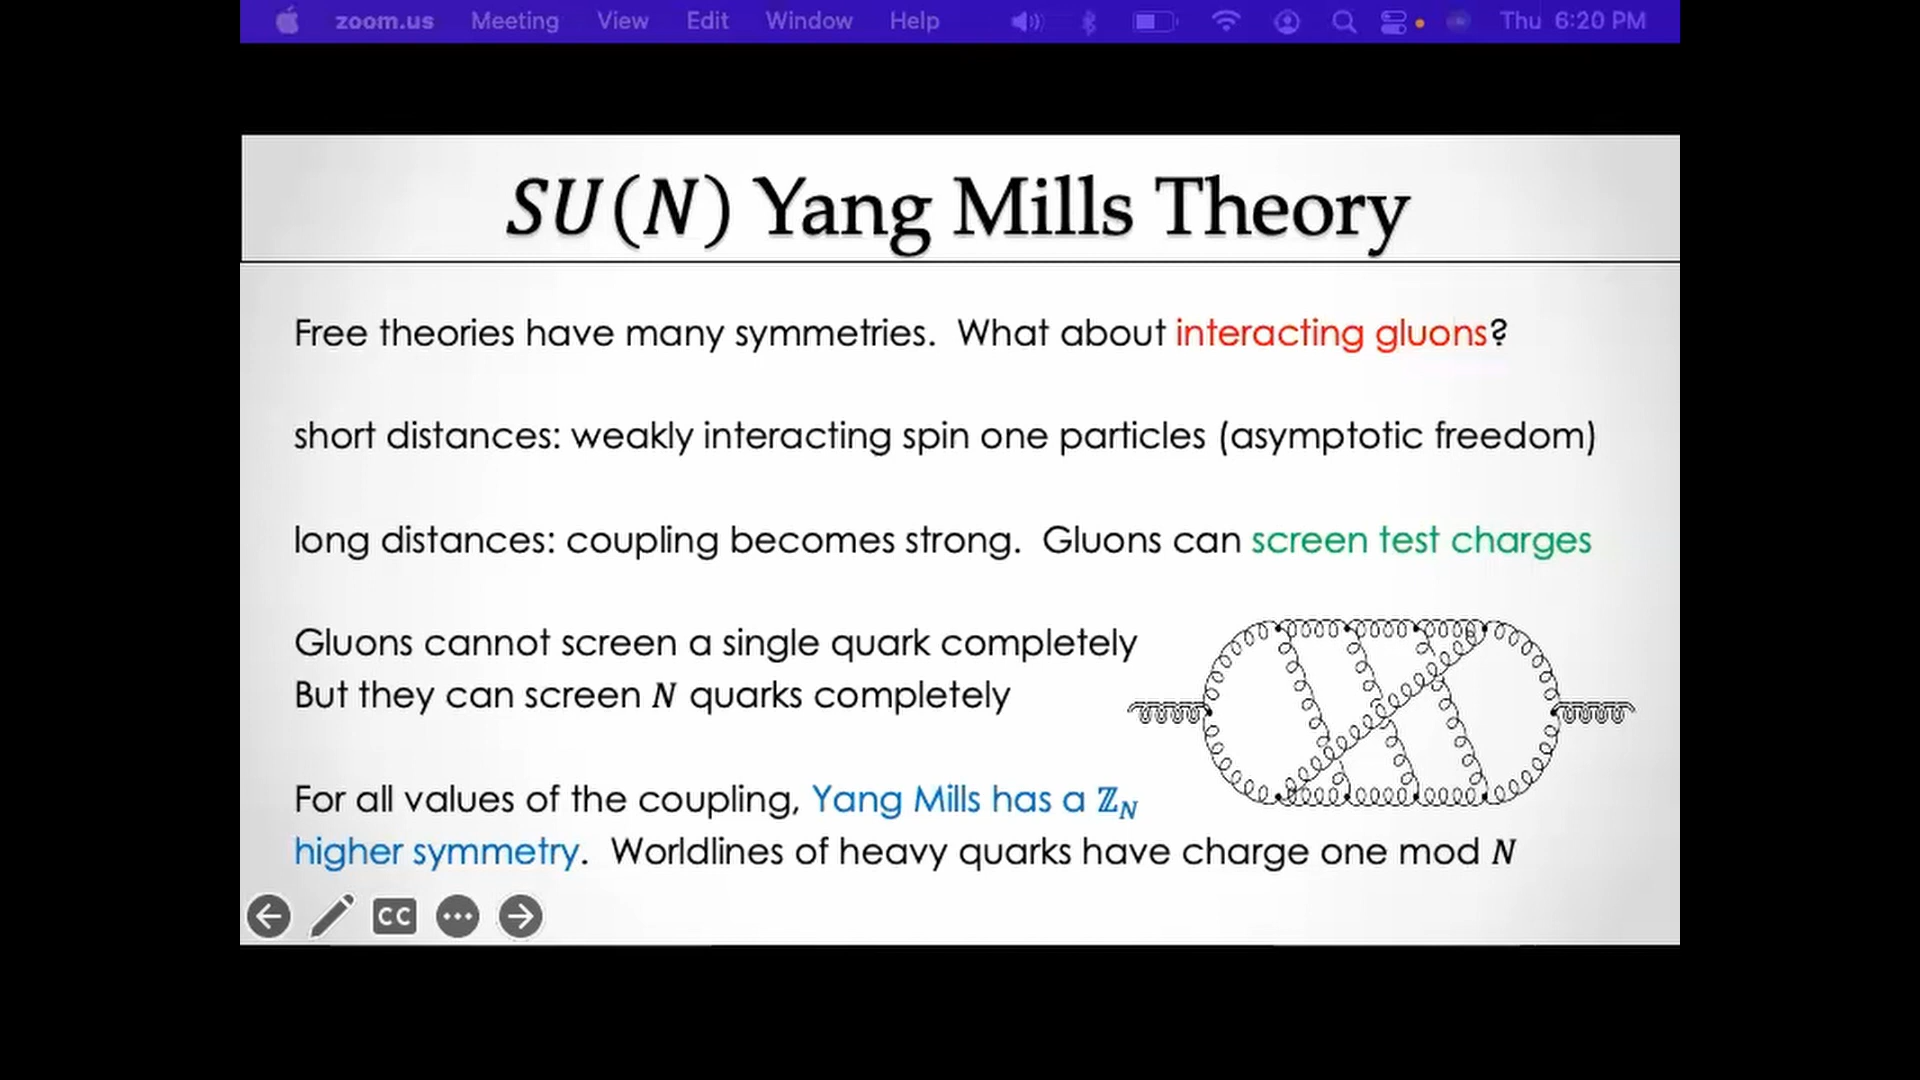 zoom.us Meeting View Edit Window Help Thu 6:20 PM
SU(N) Yang Mills Theory
Free theories have many symmetries. What about interacting gluons?
short distances: weakly interacting spin one particles (asymptotic freedom)
long distances: coupling becomes strong. Gluons can screen test charges
Gluons cannot screen a single quark completely
But they can screen N quarks completely
For all values of the coupling, Yang Mills has a ℤ_N
higher symmetry. Worldlines of heavy quarks have charge one mod N
CC